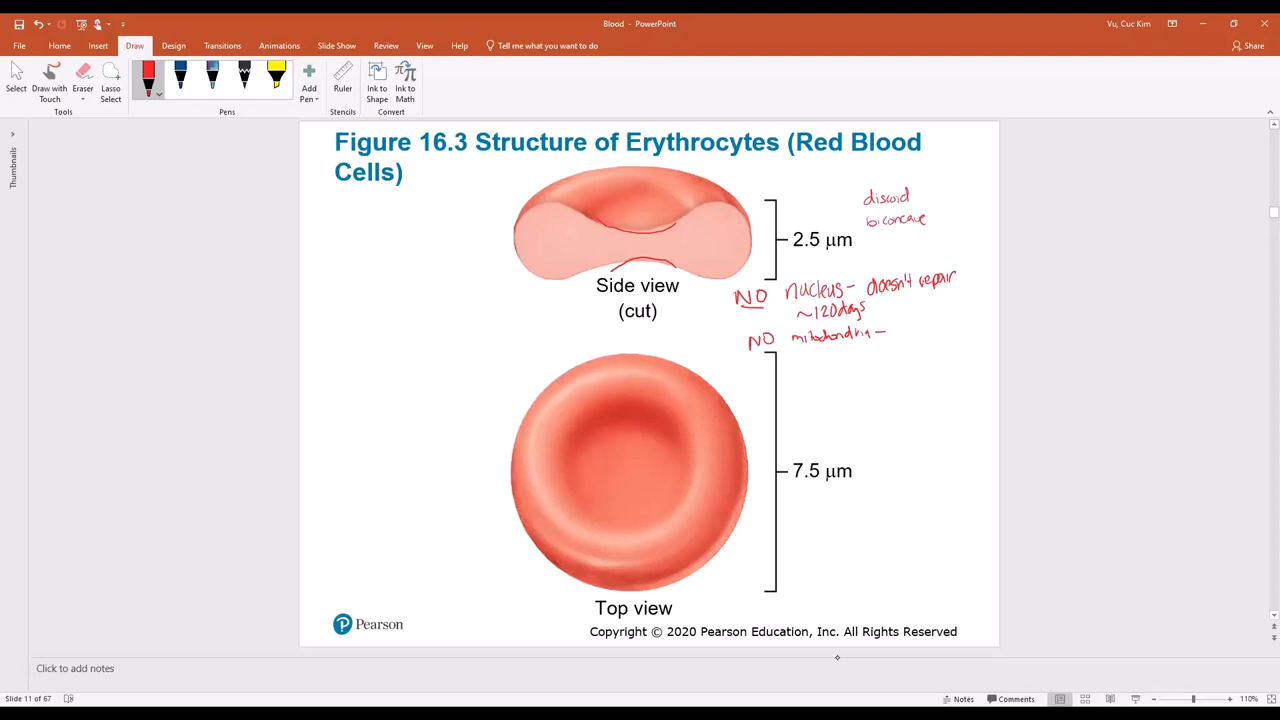 Blood - PowerPoint
Vu, Cuc Kim
File Home Insert Draw Design Transitions Animations Slide Show Review View Help Tell me what you want to do
Share
Select
Draw with Touch
Eraser
Lasso Select
Add Pen
Ruler
Ink to Shape
Ink to Math
Tools
Pens
Stencils
Convert
Thumbnails
Figure 16.3 Structure of Erythrocytes (Red Blood
Cells)
discoid
biconcave
2.5 μm
Side view
(cut)
NO nucleus- doesn't repair
~120days
NO mitochondria -
7.5 μm
Top view
Pearson
Copyright © 2020 Pearson Education, Inc. All Rights Reserved
Click to add notes
Slide 11 of 67
Notes
Comments
110%